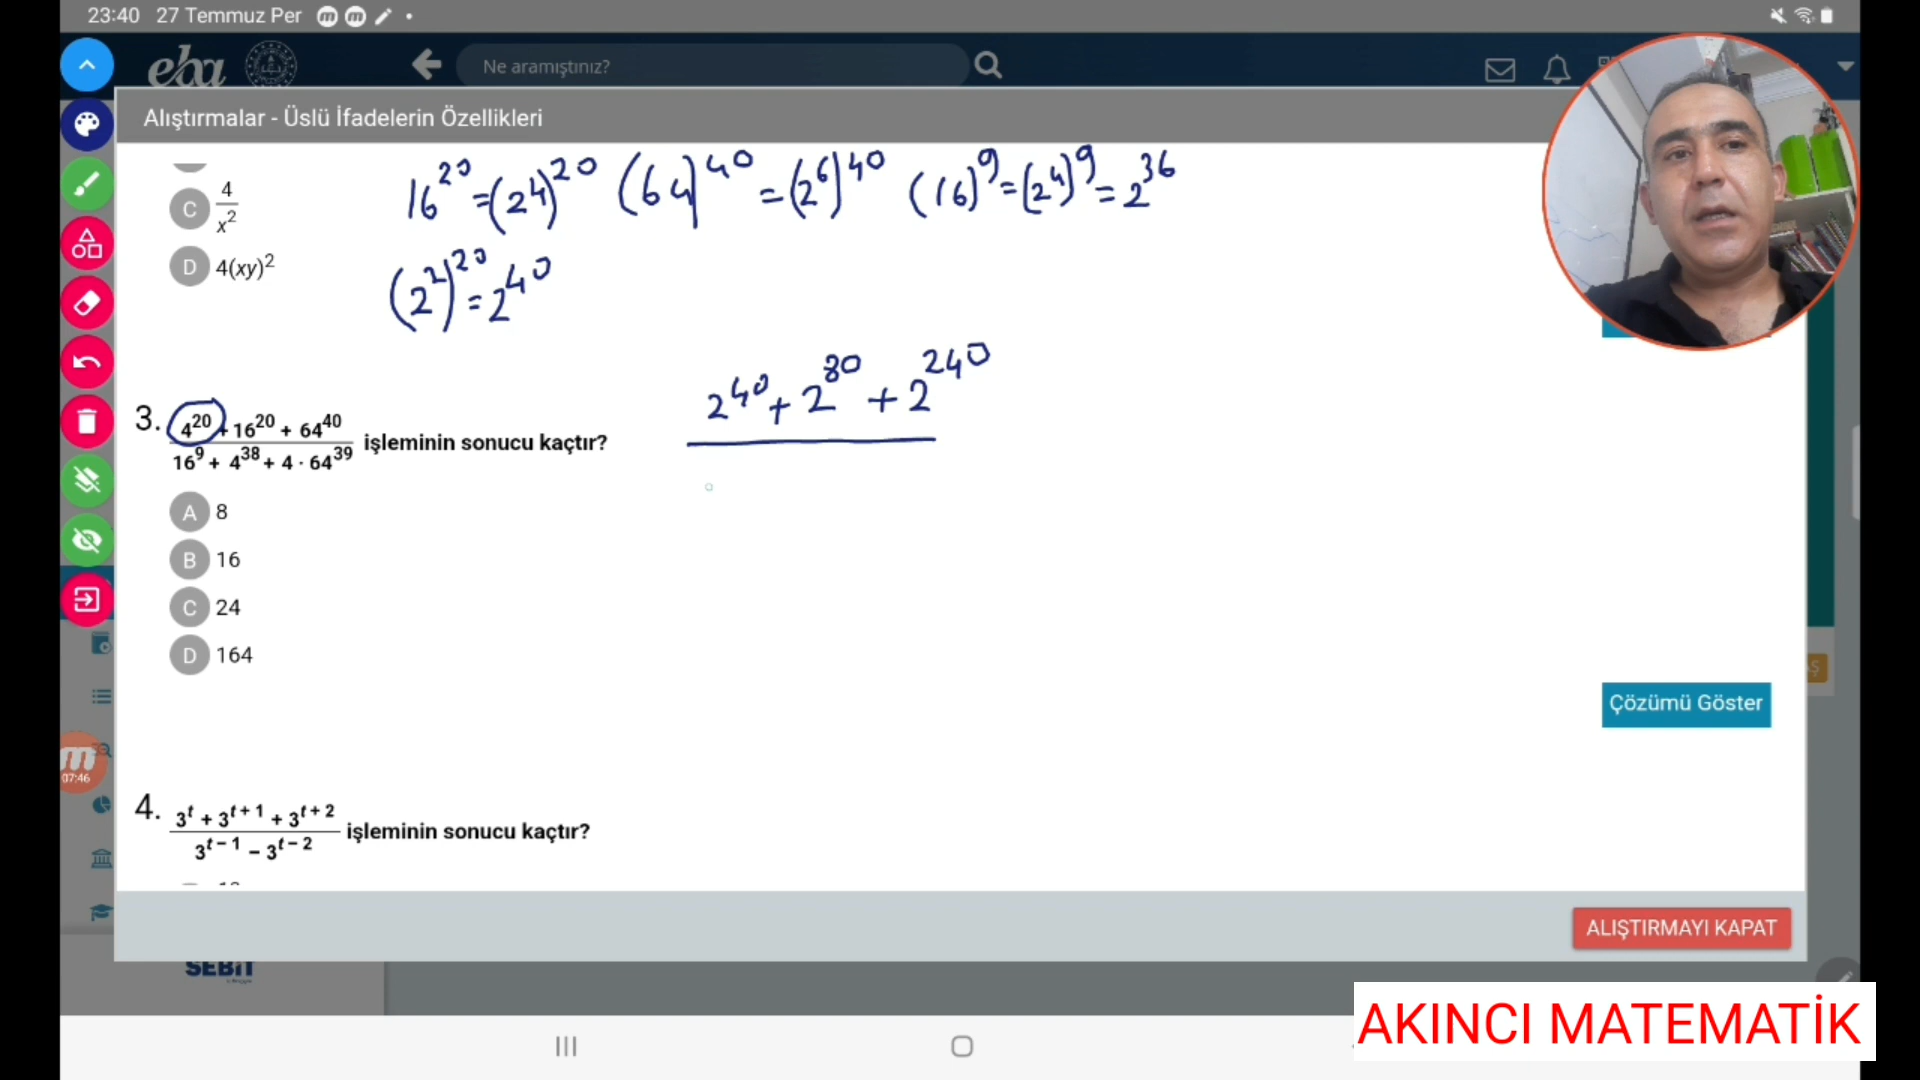 23:40 27 Temmuz Per
eba
Ne aramıştınız?
Alıştırmalar - Üslü İfadelerin Özellikleri
C 4/x²
D 4(xy)²
16²⁰ = (2⁴)²⁰ (64)⁴⁰ = (2⁶)⁴⁰ (16)⁹ = (2⁴)⁹ = 2³⁶
(2²)²⁰ = 2⁴⁰
2⁴⁰ + 2⁸⁰ + 2²⁴⁰
3. 4²⁰ + 16²⁰ + 64⁴⁰ / 16⁹ + 4³⁸ + 4 · 64³⁹ işleminin sonucu kaçtır?
A 8
B 16
C 24
D 164
Çözümü Göster
07:46
4. 3ᵗ + 3ᵗ⁺¹ + 3ᵗ⁺² / 3ᵗ⁻¹ − 3ᵗ⁻² işleminin sonucu kaçtır?
ALIŞTIRMAYI KAPAT
SEBİT
AKINCI MATEMATİK